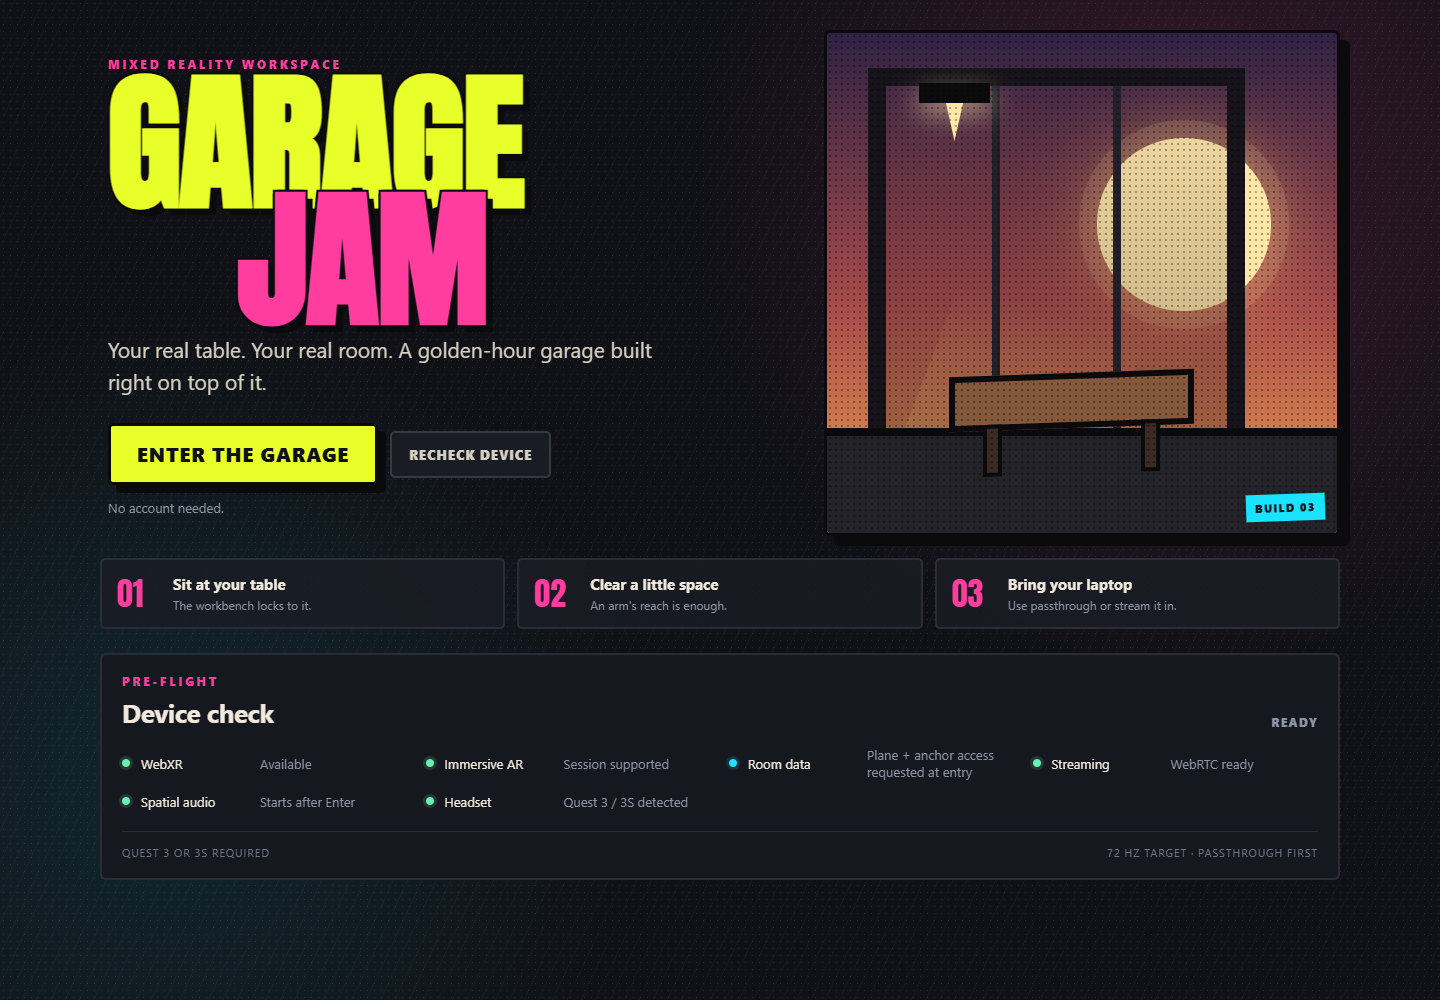 MIXED REALITY WORKSPACE
GARAGE
JAM
Your real table. Your real room. A golden-hour garage built
right on top of it.
ENTER THE GARAGE
RECHECK DEVICE
No account needed.
BUILD 03
01
Sit at your table
The workbench locks to it.
02
Clear a little space
An arm's reach is enough.
03
Bring your laptop
Use passthrough or stream it in.
PRE-FLIGHT
Device check
READY
WebXR Available
Immersive AR Session supported
Room data Plane + anchor access
requested at entry
Streaming WebRTC ready
Spatial audio Starts after Enter
Headset Quest 3 / 3S detected
QUEST 3 OR 3S REQUIRED
72 HZ TARGET · PASSTHROUGH FIRST